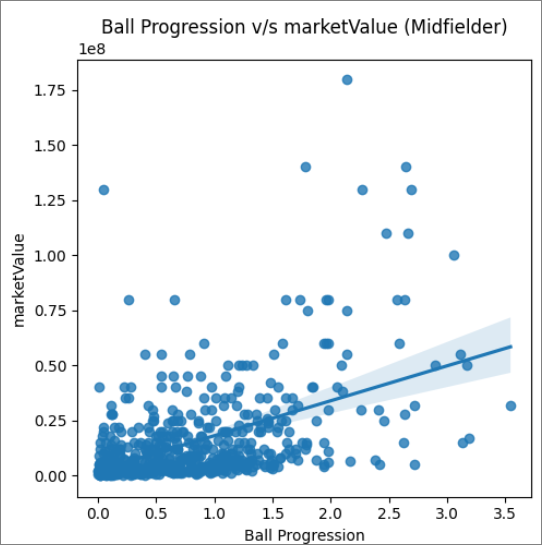 Ball Progression v/s marketValue (Midfielder)
1e8
1.75
1.50
1.25
1.00
0.75
0.50
0.25
0.00
marketValue
0.0 0.5 1.0 1.5 2.0 2.5 3.0 3.5
Ball Progression